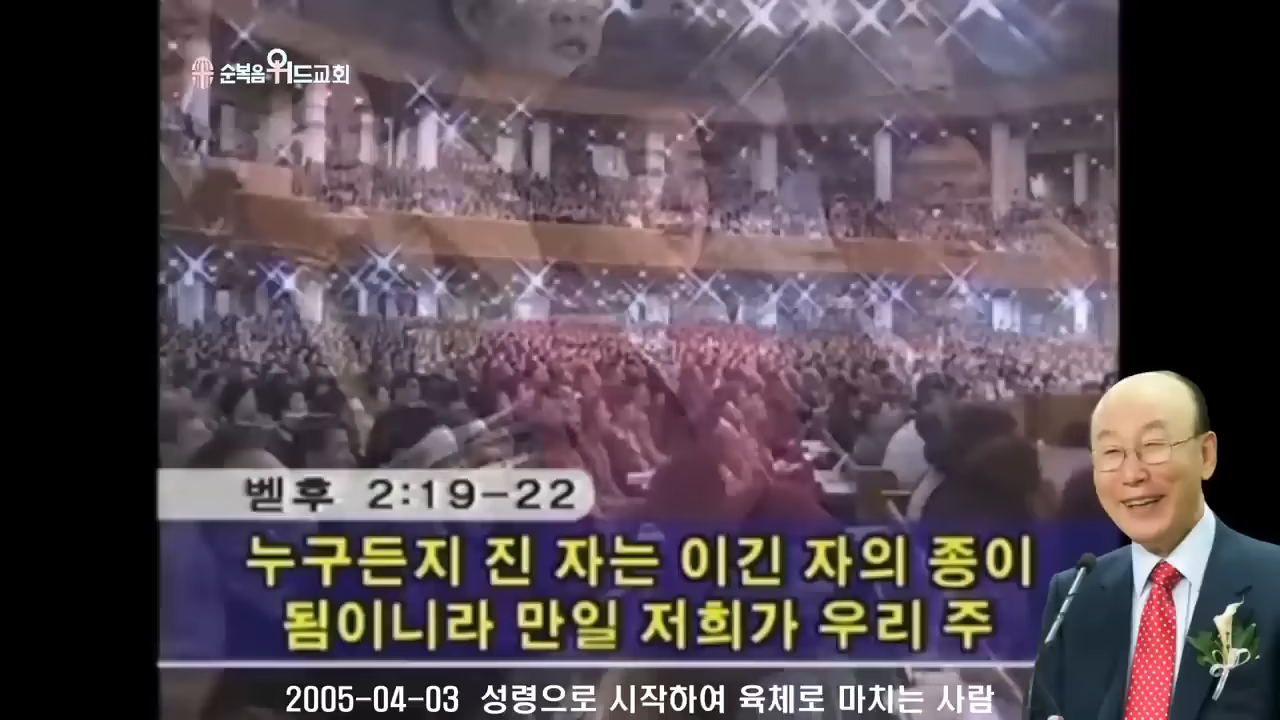 순복음워드교회
벧후 2:19-22
누구든지 진 자는 이긴 자의 종이
됨이니라 만일 저희가 우리 주
2005-04-03 성령으로 시작하여 육체로 마치는 사람